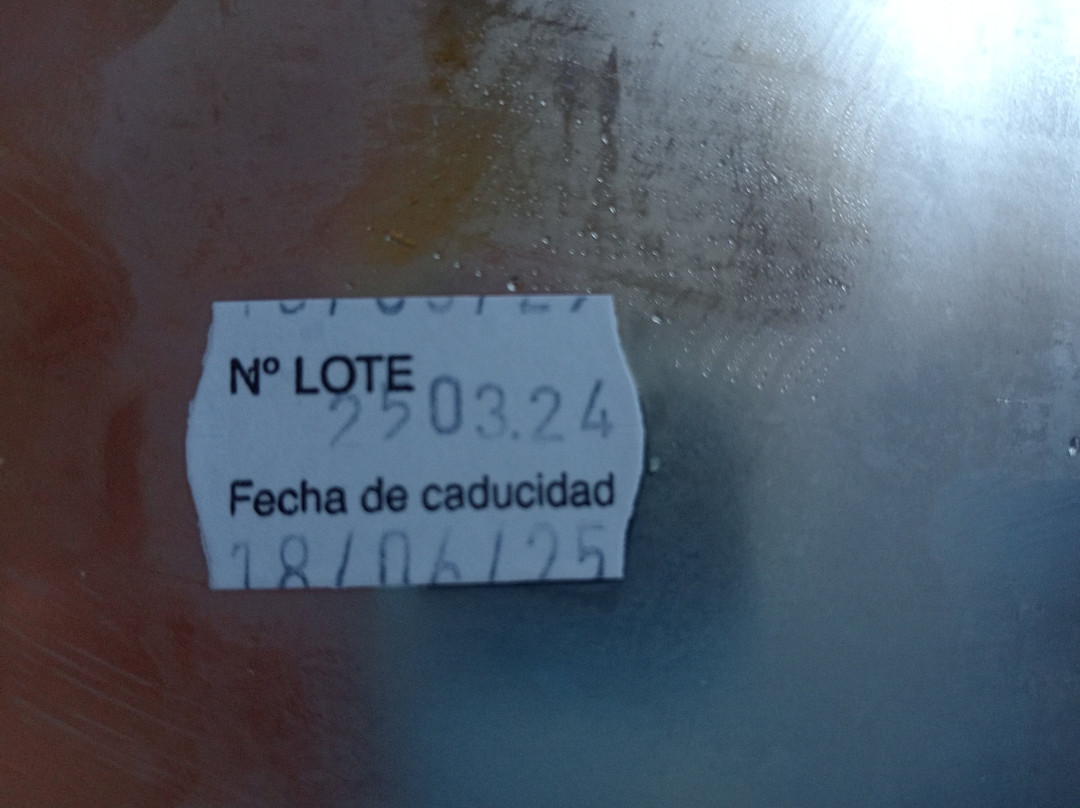 Nº LOTE
2503.24
Fecha de caducidad
18/06/25